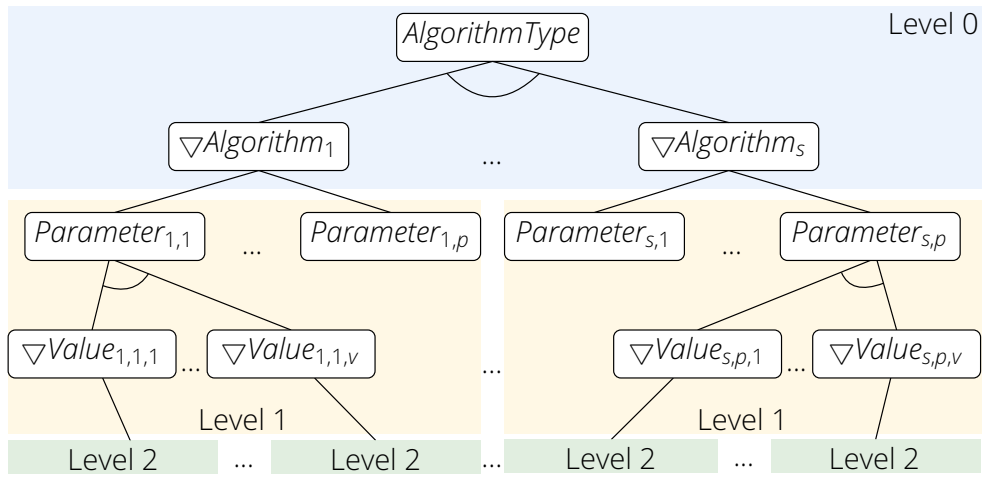 Level 0
AlgorithmType
▽Algorithm₁ ... ▽Algorithmₛ
Parameter₁,₁ ... Parameter₁,ₚ Parameterₛ,₁ ... Parameterₛ,ₚ
▽Value₁,₁,₁ ... ▽Value₁,₁,ᵥ ... ▽Valueₛ,ₚ,₁ ... ▽Valueₛ,ₚ,ᵥ
Level 1 Level 1
Level 2 ... Level 2 ... Level 2 ... Level 2